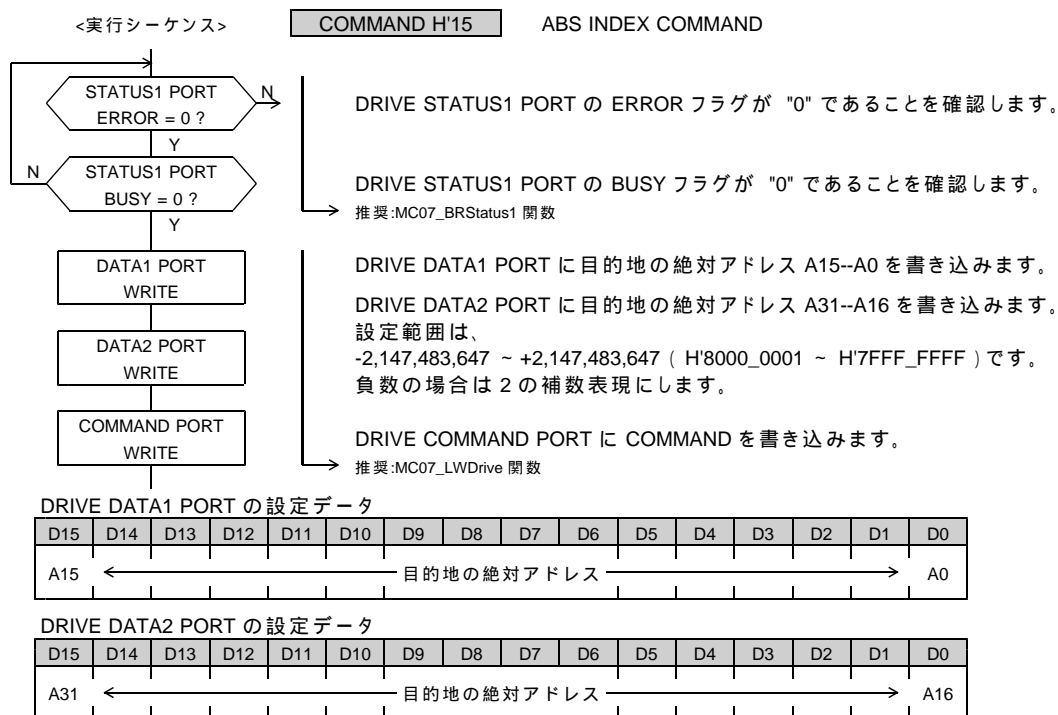 <実行シーケンス>
COMMAND H'15
ABS INDEX COMMAND
STATUS1 PORT
ERROR = 0 ?
N
Y
DRIVE STATUS1 PORT の ERROR フラグが "0" であることを確認します。
N
STATUS1 PORT
BUSY = 0 ?
Y
DRIVE STATUS1 PORT の BUSY フラグが "0" であることを確認します。
推奨:MC07_BRStatus1 関数
DATA1 PORT
WRITE
DRIVE DATA1 PORT に目的地の絶対アドレス A15--A0 を書き込みます。
DATA2 PORT
WRITE
DRIVE DATA2 PORT に目的地の絶対アドレス A31--A16 を書き込みます。
設定範囲は、
-2,147,483,647 ~ +2,147,483,647 ( H'8000_0001 ~ H'7FFF_FFFF ) です。
負数の場合は 2 の補数表現にします。
COMMAND PORT
WRITE
DRIVE COMMAND PORT に COMMAND を書き込みます。
推奨:MC07_LWDrive 関数
DRIVE DATA1 PORT の設定データ
D15 D14 D13 D12 D11 D10 D9 D8 D7 D6 D5 D4 D3 D2 D1 D0
A15 目的地の絶対アドレス A0
DRIVE DATA2 PORT の設定データ
D15 D14 D13 D12 D11 D10 D9 D8 D7 D6 D5 D4 D3 D2 D1 D0
A31 目的地の絶対アドレス A16